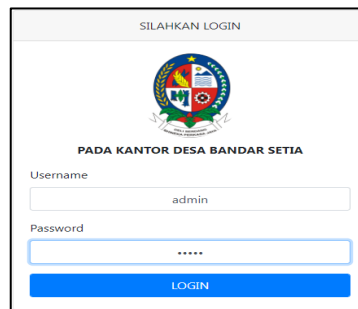 SILAHKAN LOGIN
PADA KANTOR DESA BANDAR SETIA
Username
admin
Password
•••••
LOGIN